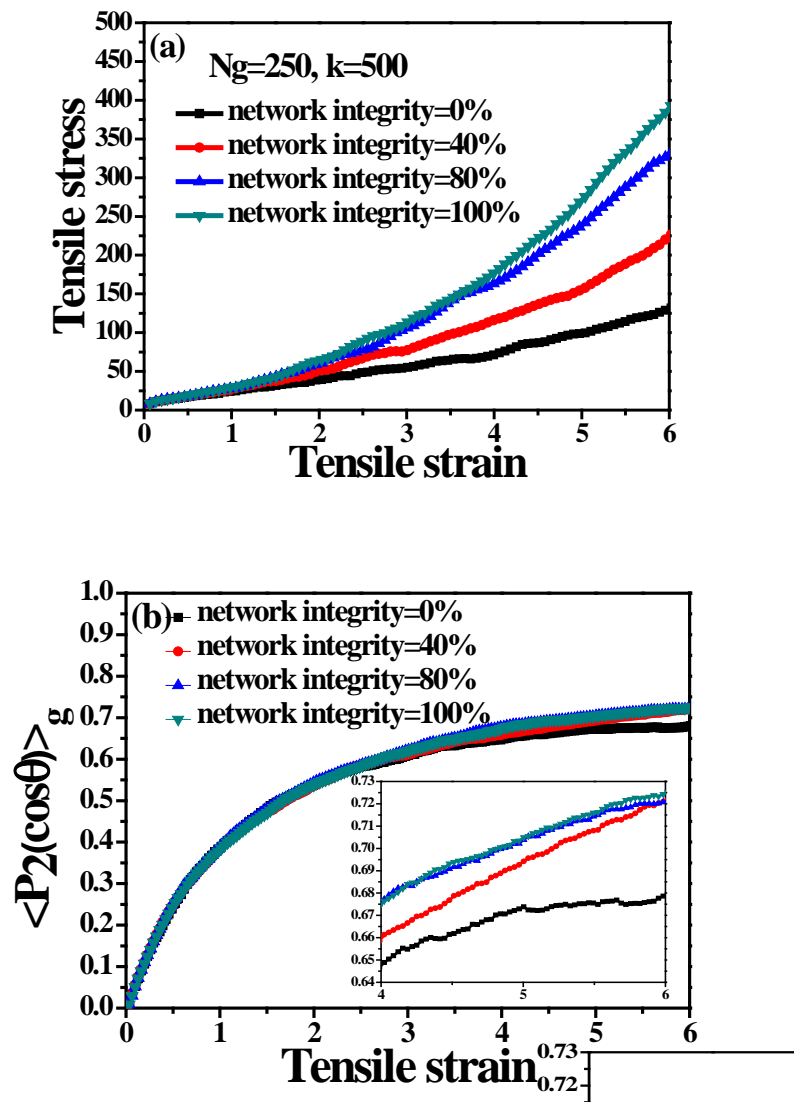 500
(a)
Ng=250, k=500
450
400
network integrity=0%
350
network integrity=40%
300
network integrity=80%
250
network integrity=100%
200
150
100
50
0
Tensile stress
0 1 2 3 4 5 6
Tensile strain
1.0
(b)
network integrity=0%
0.9
network integrity=40%
0.8
network integrity=80%
0.7
network integrity=100%
0.6
0.5
0.4
0.3
0.2
0.1
0.0
<P2(cosθ)>g
0.73
0.72
0.71
0.70
0.69
0.68
0.67
0.66
0.65
0.64
4 5 6
0 1 2 3 4 5 6
Tensile strain
0.73
0.72